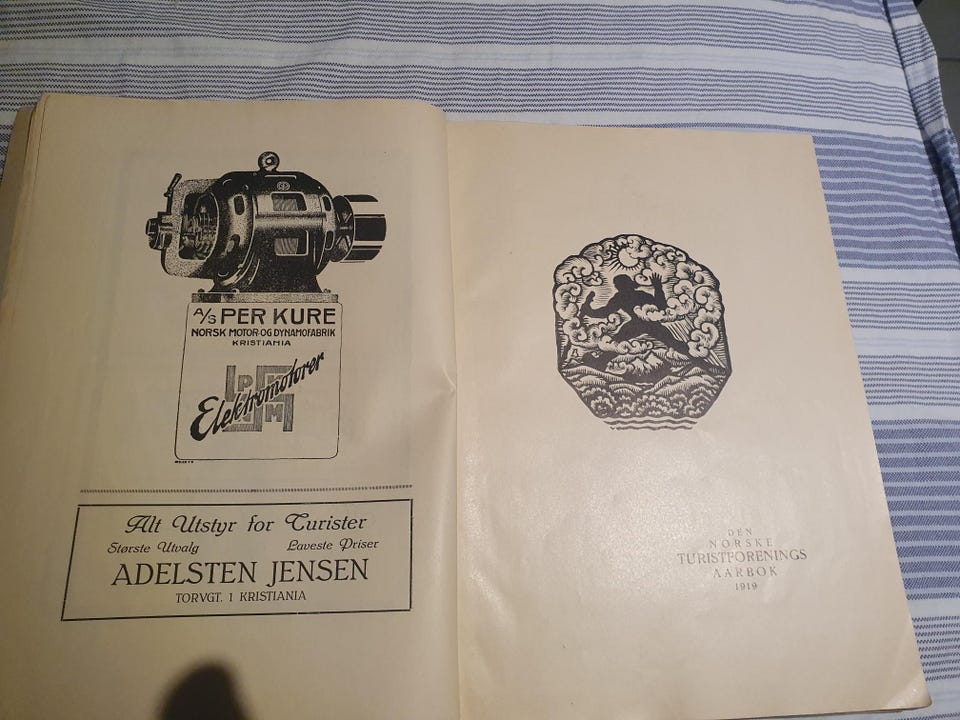 A/S PER KURE
NORSK MOTOR-OG DYNAMOFABRIK
KRISTIANIA
Elektromotorer
Alt Utstyr for Turister
Største Utvalg Laveste Priser
ADELSTEN JENSEN
TORVGT. 1 KRISTIANIA
DEN
NORSKE
TURISTFORENINGS
AARBOK
1919